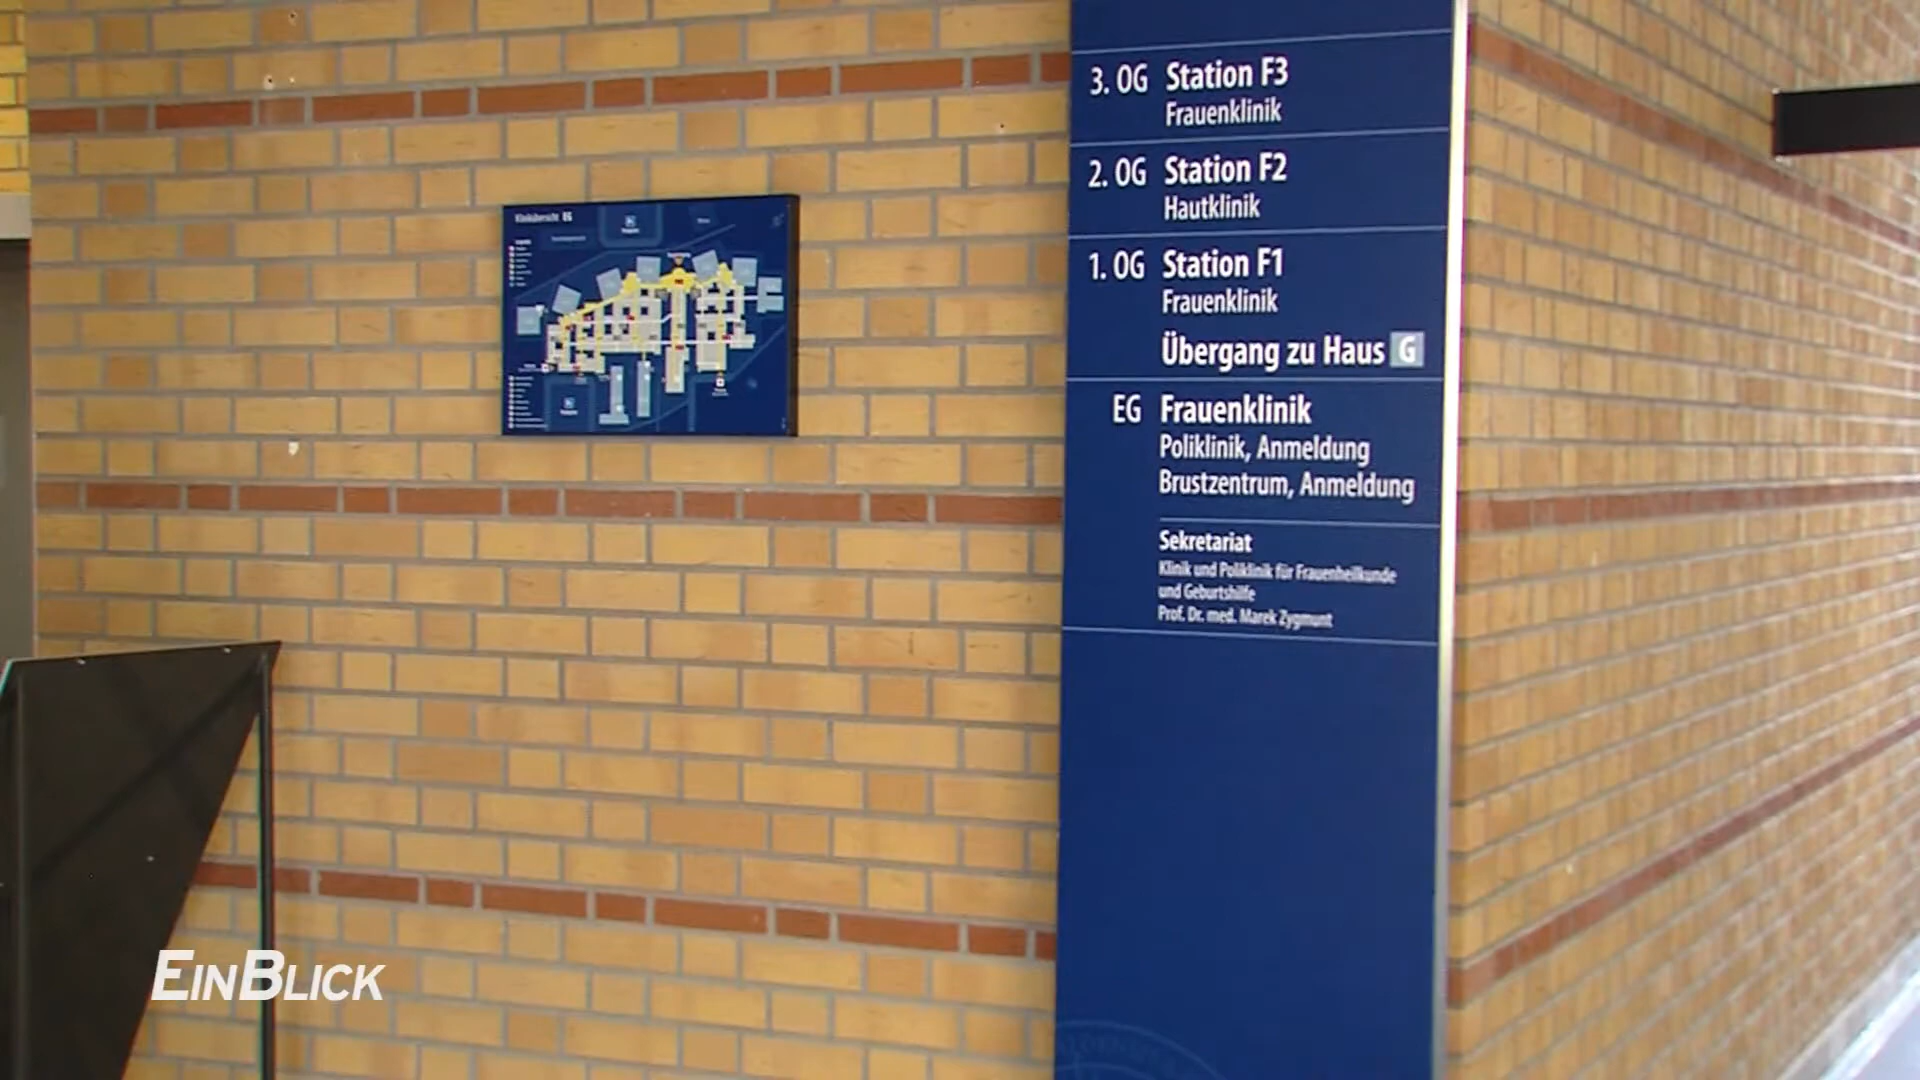 3. OG Station F3
Frauenklinik
2. OG Station F2
Hautklinik
1. OG Station F1
Frauenklinik
Übergang zu Haus G
EG Frauenklinik
Poliklinik, Anmeldung
Brustzentrum, Anmeldung
Sekretariat
Klinik und Poliklinik für Frauenheilkunde
und Geburtshilfe
Prof. Dr. med. Marek Zygmunt
EINBLICK